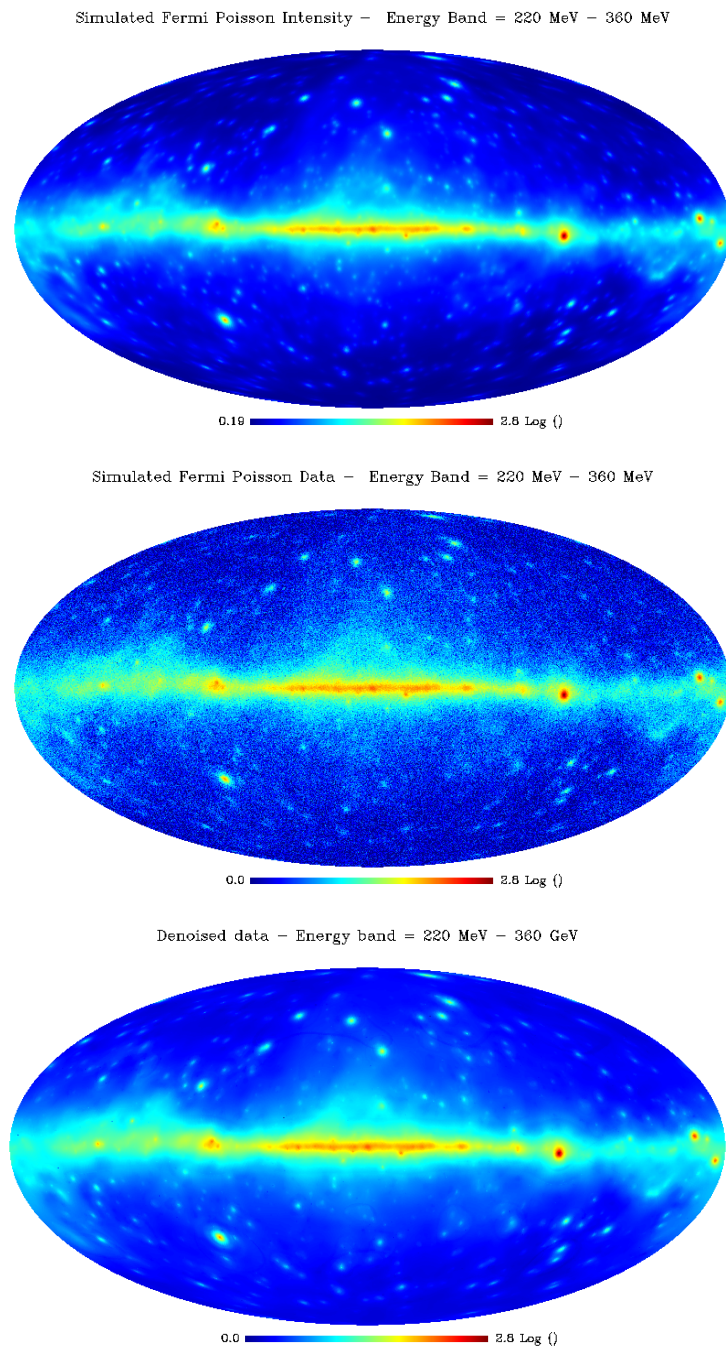 Simulated Fermi Poisson Intensity – Energy Band = 220 MeV – 360 MeV
0.19 2.8 Log ()
Simulated Fermi Poisson Data – Energy Band = 220 MeV – 360 MeV
0.0 2.8 Log ()
Denoised data – Energy band = 220 MeV – 360 GeV
0.0 2.8 Log ()